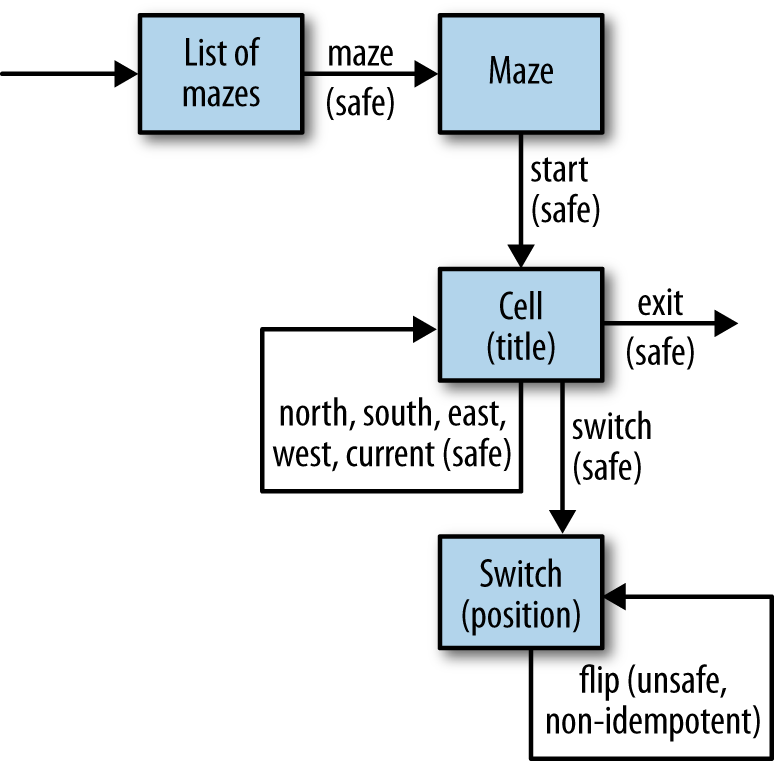 List of
mazes
maze
(safe)
Maze
start
(safe)
Cell
(title)
exit
(safe)
north, south, east,
west, current (safe)
switch
(safe)
Switch
(position)
flip (unsafe,
non-idempotent)